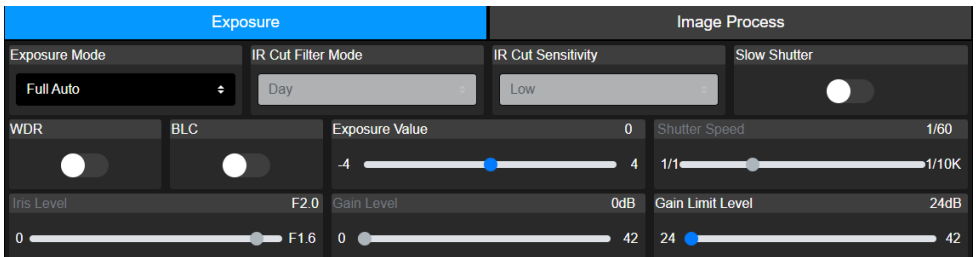 Exposure Image Process
Exposure Mode IR Cut Filter Mode IR Cut Sensitivity Slow Shutter
Full Auto Day Low
WDR BLC Exposure Value 0 Shutter Speed 1/60
-4 4 1/1 1/10K
Iris Level F2.0 Gain Level 0dB Gain Limit Level 24dB
0 F1.6 0 42 24 42